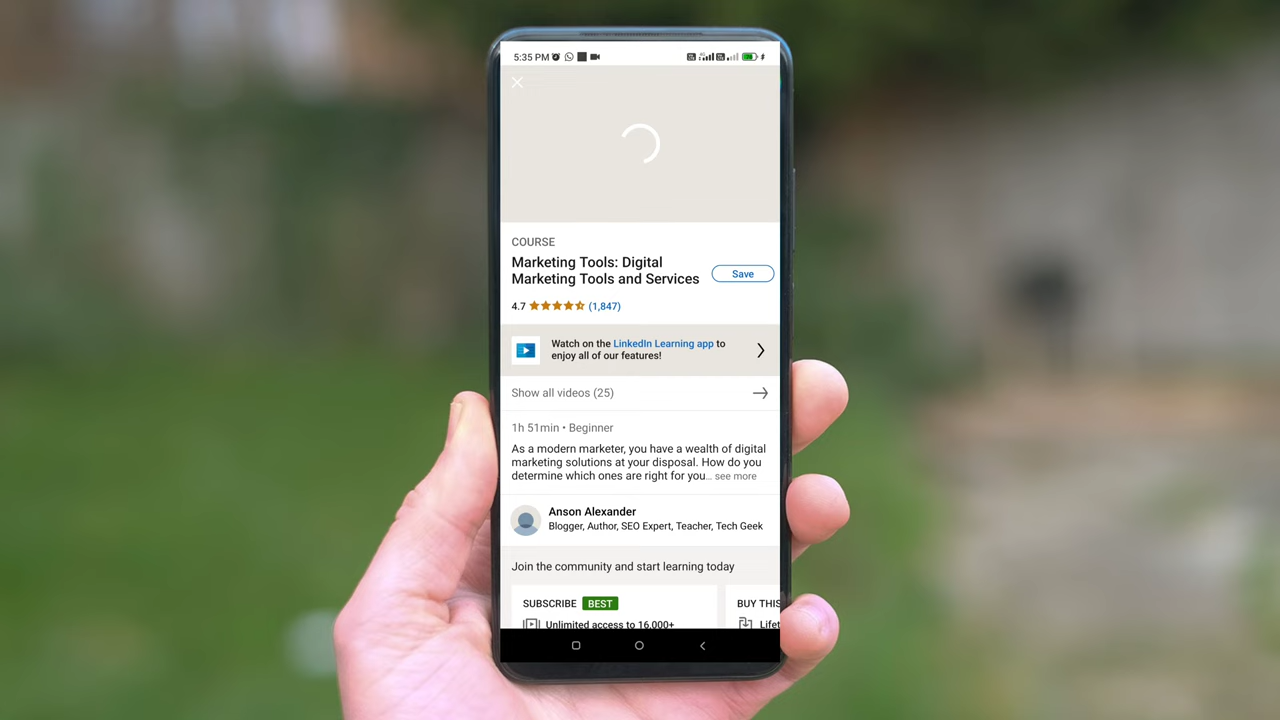 5:35 PM
COURSE
Marketing Tools: Digital
Marketing Tools and Services
Save
4.7 (1,847)
Watch on the LinkedIn Learning app to
enjoy all of our features!
Show all videos (25)
1h 51min • Beginner
As a modern marketer, you have a wealth of digital
marketing solutions at your disposal. How do you
determine which ones are right for you... see more
Anson Alexander
Blogger, Author, SEO Expert, Teacher, Tech Geek
Join the community and start learning today
SUBSCRIBE BEST
Unlimited access to 16,000+
BUY THIS
Lifet